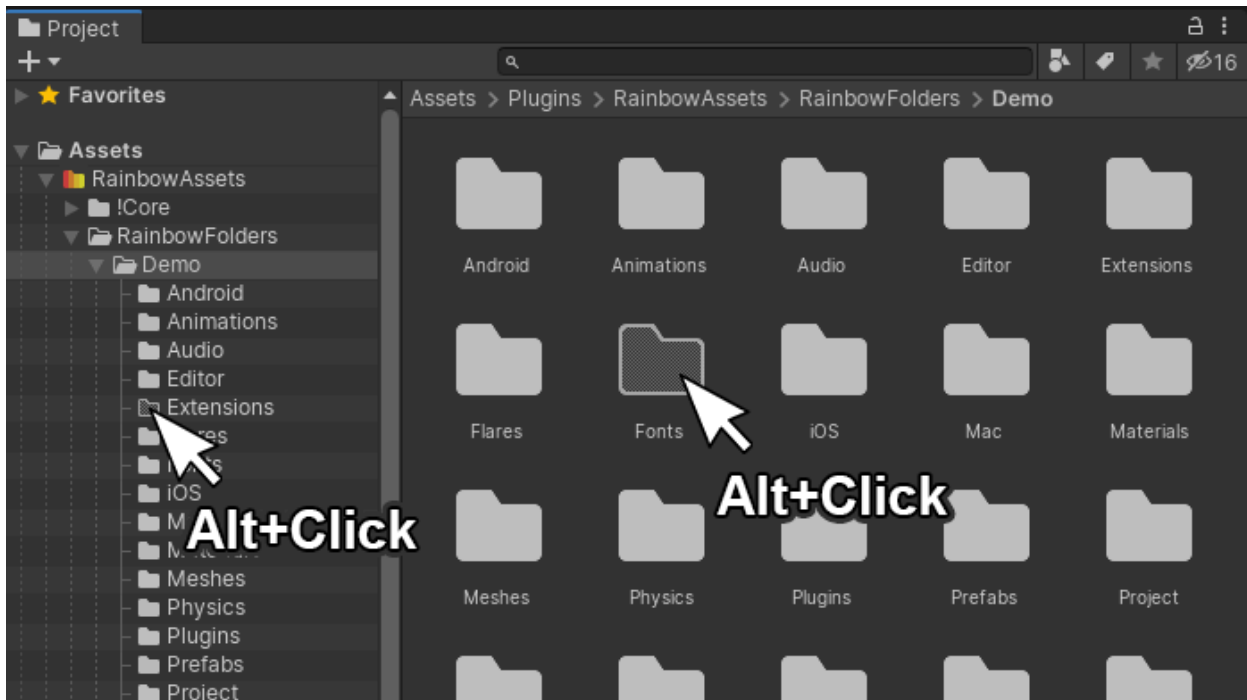 Project
16
Favorites
Assets > Plugins > RainbowAssets > RainbowFolders > Demo
Assets
RainbowAssets
!Core
RainbowFolders
Demo
Android
Animations
Audio
Editor
Extensions
iOS
Meshes
Physics
Plugins
Prefabs
Project
Alt+Click
Android Animations Audio Editor Extensions
Flares Fonts iOS Mac Materials
Alt+Click
Meshes Physics Plugins Prefabs Project